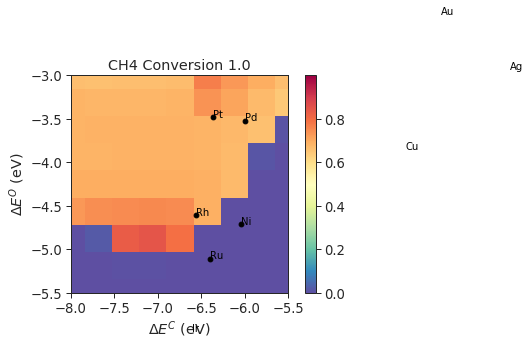 Au
Ag
CH4 Conversion 1.0
−3.0
−3.5
−4.0
−4.5
−5.0
−5.5
ΔE^O (eV)
Pt
Pd
Cu
Rh
Ni
Ru
0.8
0.6
0.4
0.2
0.0
−8.0 −7.5 −7.0 −6.5 −6.0 −5.5
ΔE^C (eV)
Ir